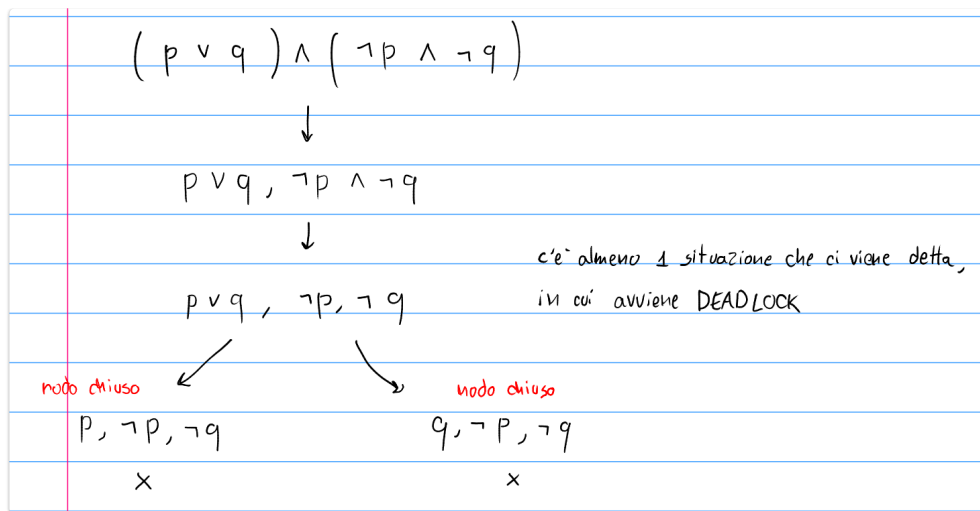 (p ∨ q) ∧ (¬p ∧ ¬q)
↓
p ∨ q, ¬p ∧ ¬q
↓
p ∨ q, ¬p, ¬q
c'e' almeno 1 situazione che ci viene detta,
in cui avviene DEADLOCK
nodo chiuso
nodo chiuso
p, ¬p, ¬q
q, ¬p, ¬q
x
x